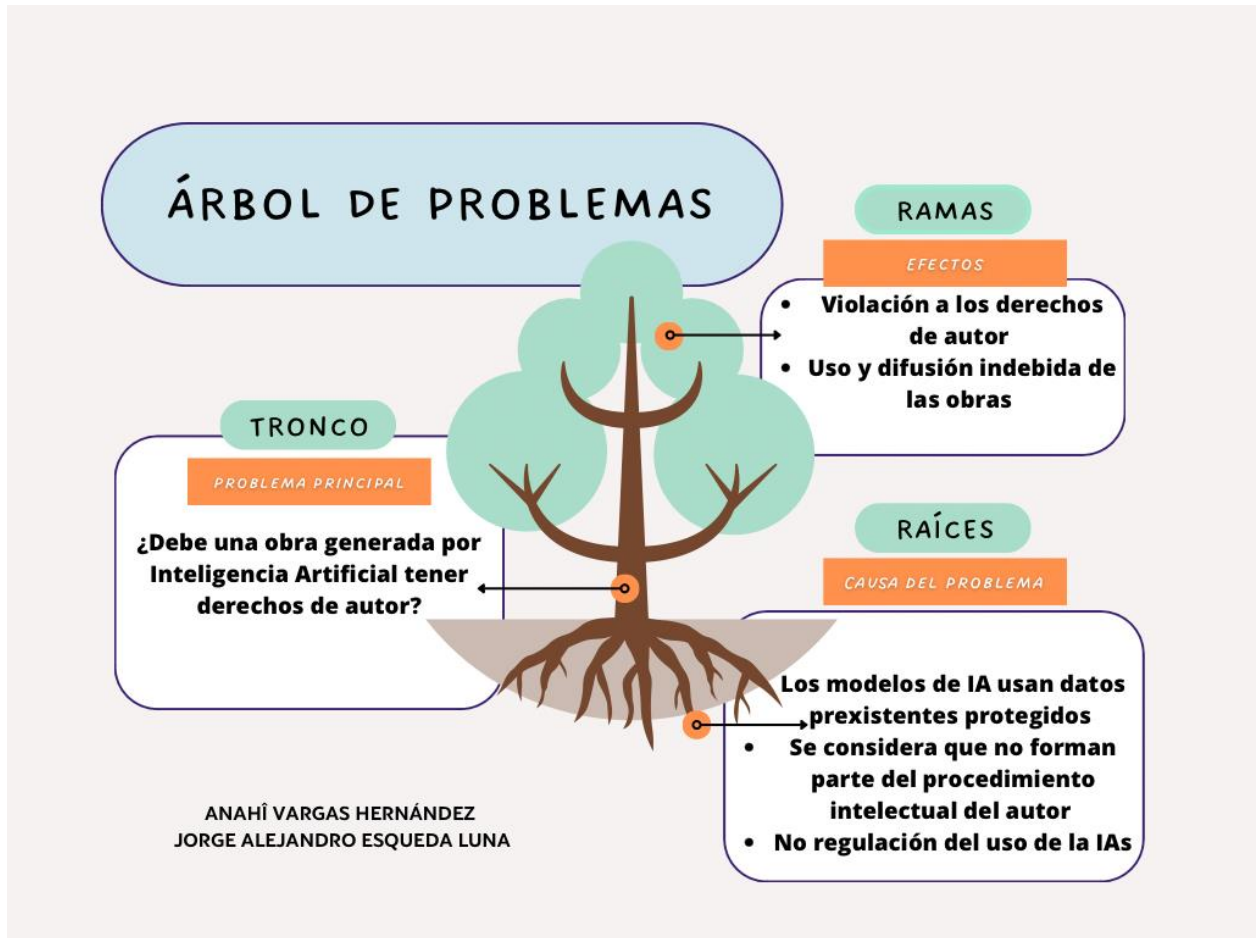 ÁRBOL DE PROBLEMAS
RAMAS
EFECTOS
• Violación a los derechos
de autor
• Uso y difusión indebida de
las obras
TRONCO
PROBLEMA PRINCIPAL
¿Debe una obra generada por
Inteligencia Artificial tener
derechos de autor?
RAÍCES
CAUSA DEL PROBLEMA
Los modelos de IA usan datos
prexistentes protegidos
• Se considera que no forman
parte del procedimiento
intelectual del autor
• No regulación del uso de la IAs
ANAHÎ VARGAS HERNÁNDEZ
JORGE ALEJANDRO ESQUEDA LUNA